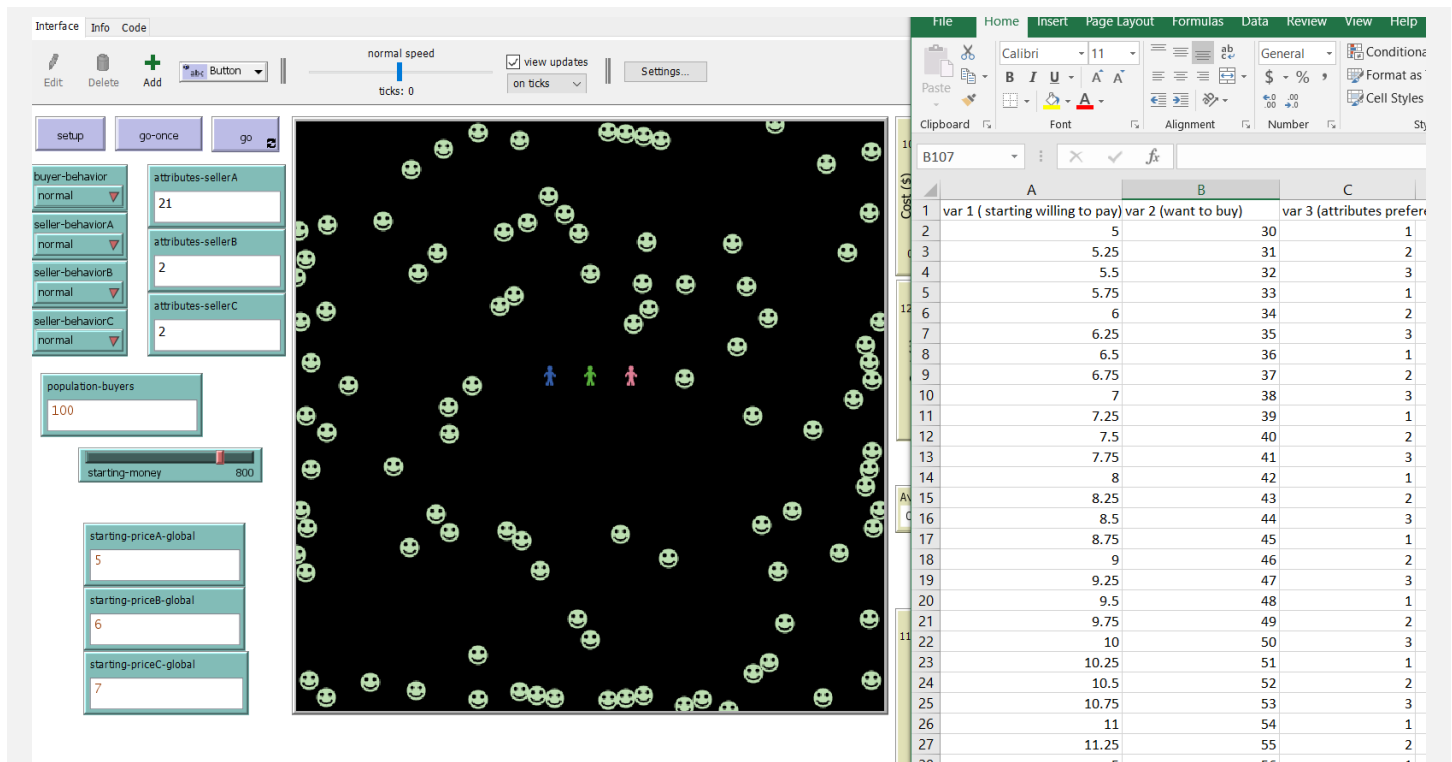 Interface Info Code
Edit Delete Add
abc Button
normal speed
ticks: 0
view updates
on ticks
Settings...
setup go-once go
buyer-behavior
normal
seller-behaviorA
normal
seller-behaviorB
normal
seller-behaviorC
normal
attributes-sellerA
21
attributes-sellerB
2
attributes-sellerC
2
population-buyers
100
starting-money 800
starting-priceA-global
5
starting-priceB-global
6
starting-priceC-global
7
Cost ($)
12
11
File Home Insert Page Layout Formulas Data Review View Help
Paste
Clipboard
Calibri 11
B I U A A
Font
ab
Alignment
General
$ % ,
Number
Conditiona
Format as
Cell Styles
B107 fx
A B C
1 var 1 ( starting willing to pay) var 2 (want to buy) var 3 (attributes prefere
2 5 30 1
3 5.25 31 2
4 5.5 32 3
5 5.75 33 1
6 6 34 2
7 6.25 35 3
8 6.5 36 1
9 6.75 37 2
10 7 38 3
11 7.25 39 1
12 7.5 40 2
13 7.75 41 3
14 8 42 1
15 8.25 43 2
16 8.5 44 3
17 8.75 45 1
18 9 46 2
19 9.25 47 3
20 9.5 48 1
21 9.75 49 2
22 10 50 3
23 10.25 51 1
24 10.5 52 2
25 10.75 53 3
26 11 54 1
27 11.25 55 2